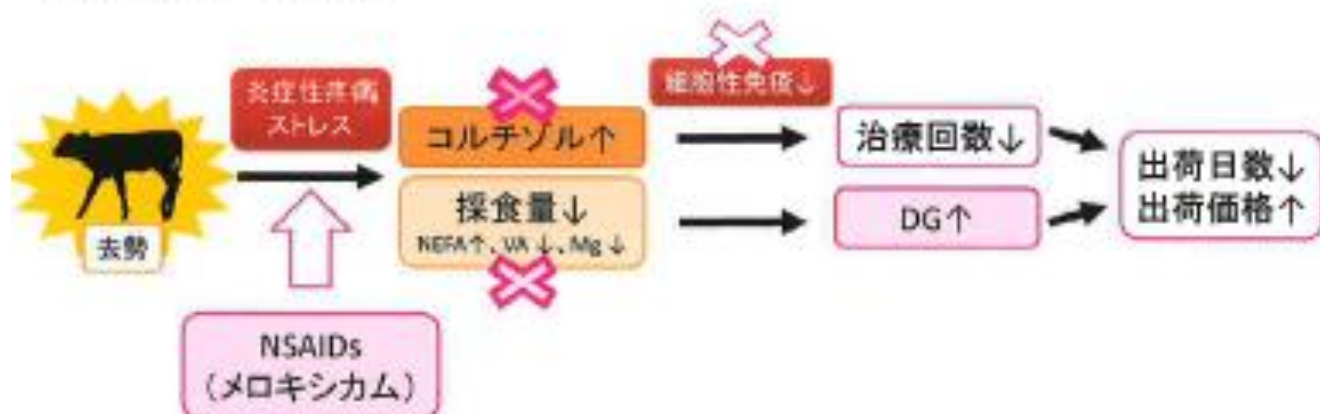 炎症性疼痛
ストレス
去勢
NSAIDs
(メロキシカム)
コルチゾル↑
採食量↓
NEFA↑、VA↓、Mg↓
細胞性免疫↓
治療回数↓
DG↑
出荷日数↓
出荷価格↑